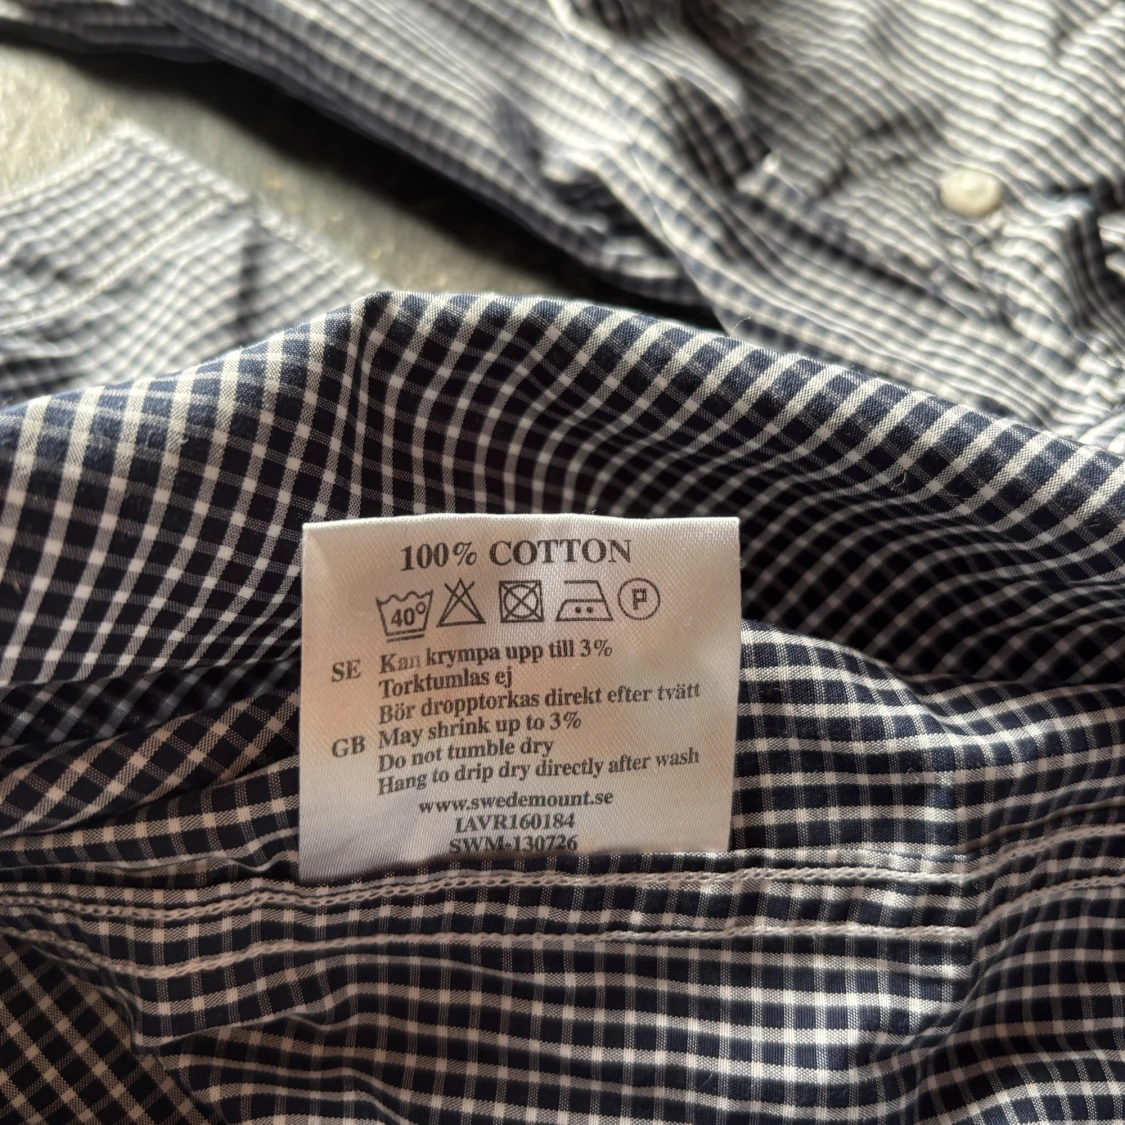 100% COTTON
40° P
SE Kan krympa upp till 3%
Torktumlas ej
Bör dropptorkas direkt efter tvätt
GB May shrink up to 3%
Do not tumble dry
Hang to drip dry directly after wash
www.swedemount.se
IAVR160184
SWM-130726